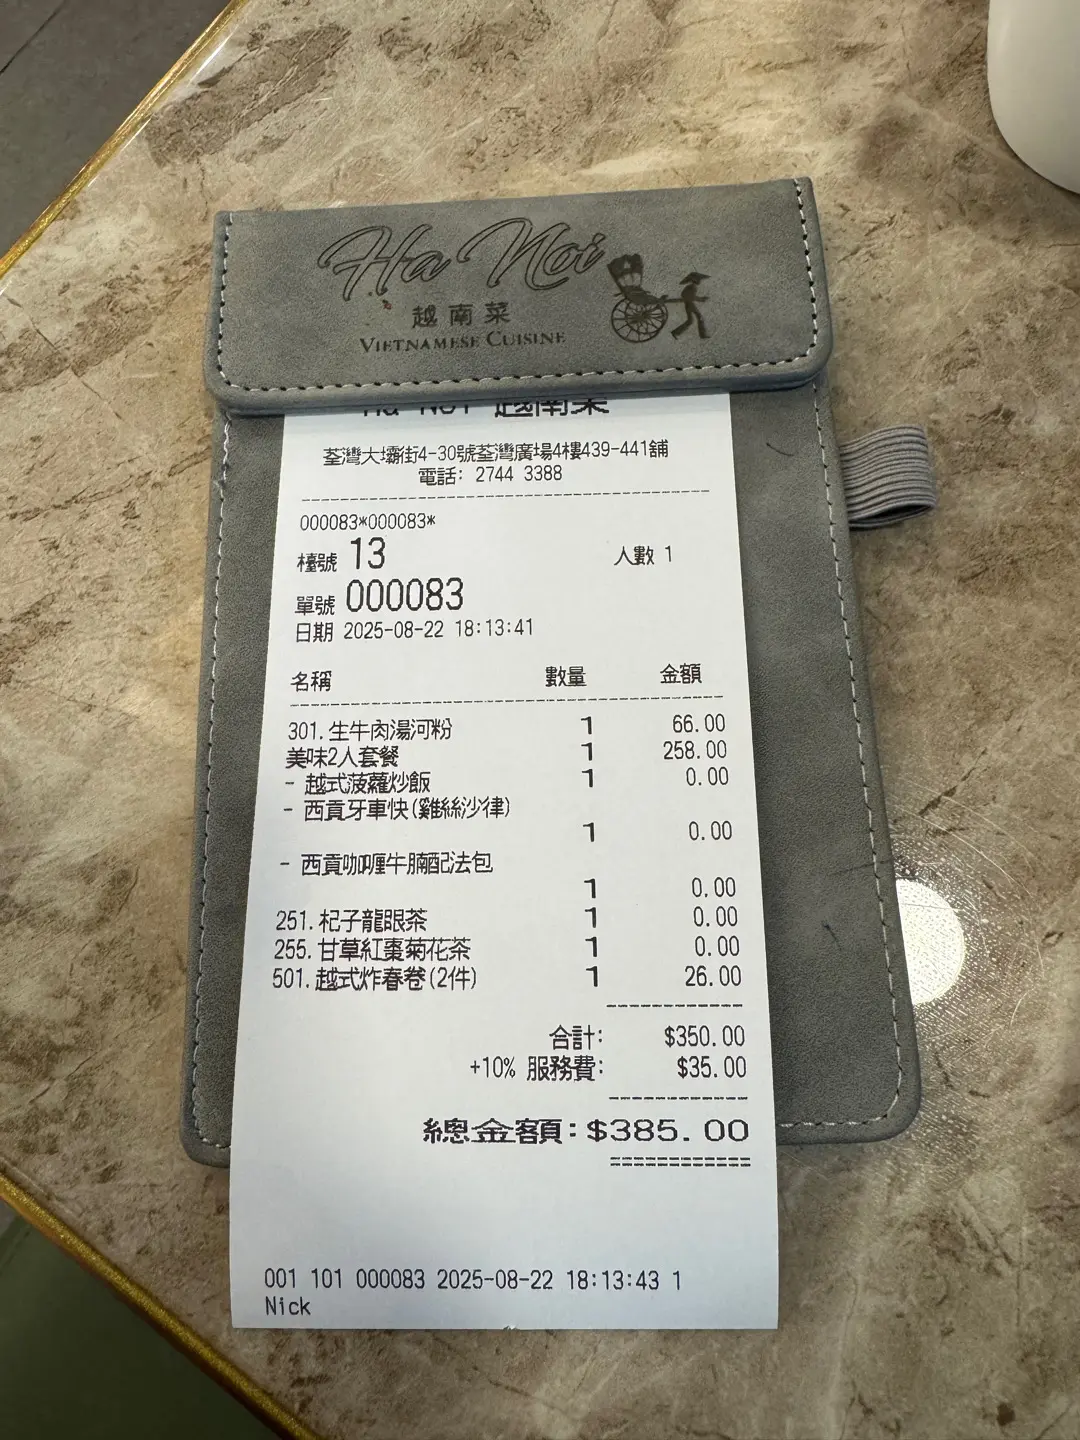 Ha Noi
越南菜
VIETNAMESE CUISINE
Ha Noi 越南菜
荃灣大壩街4-30號荃灣廣場4樓439-441舖
電話: 2744 3388
000083*000083*
檯號 13 人數 1
單號 000083
日期 2025-08-22 18:13:41
名稱 數量 金額
301. 生牛肉湯河粉 1 66.00
美味2人套餐 1 258.00
- 越式菠蘿炒飯 1 0.00
- 西貢牙車快(雞絲沙律)
1 0.00
- 西貢咖喱牛腩配法包
1 0.00
251. 杞子龍眼茶 1 0.00
255. 甘草紅棗菊花茶 1 0.00
501. 越式炸春卷(2件) 1 26.00
合計: $350.00
+10% 服務費: $35.00
總金額: $385.00
001 101 000083 2025-08-22 18:13:43 1
Nick